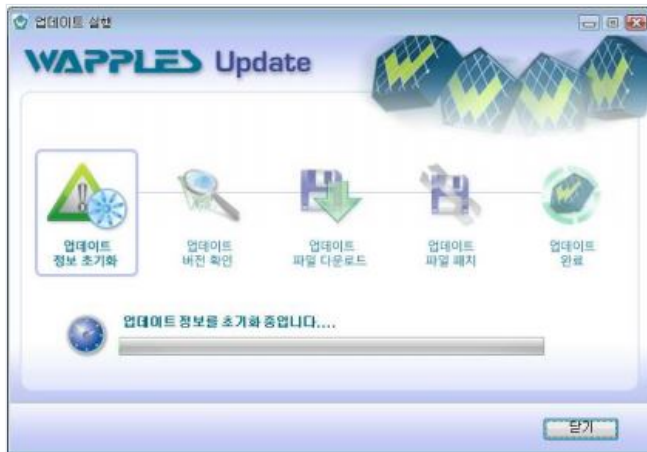 업데이트 실행
WAPPLES Update
업데이트
정보 초기화
업데이트
버전 확인
업데이트
파일 다운로드
업데이트
파일 패치
업데이트
완료
업데이트 정보를 초기화 중입니다....
닫기